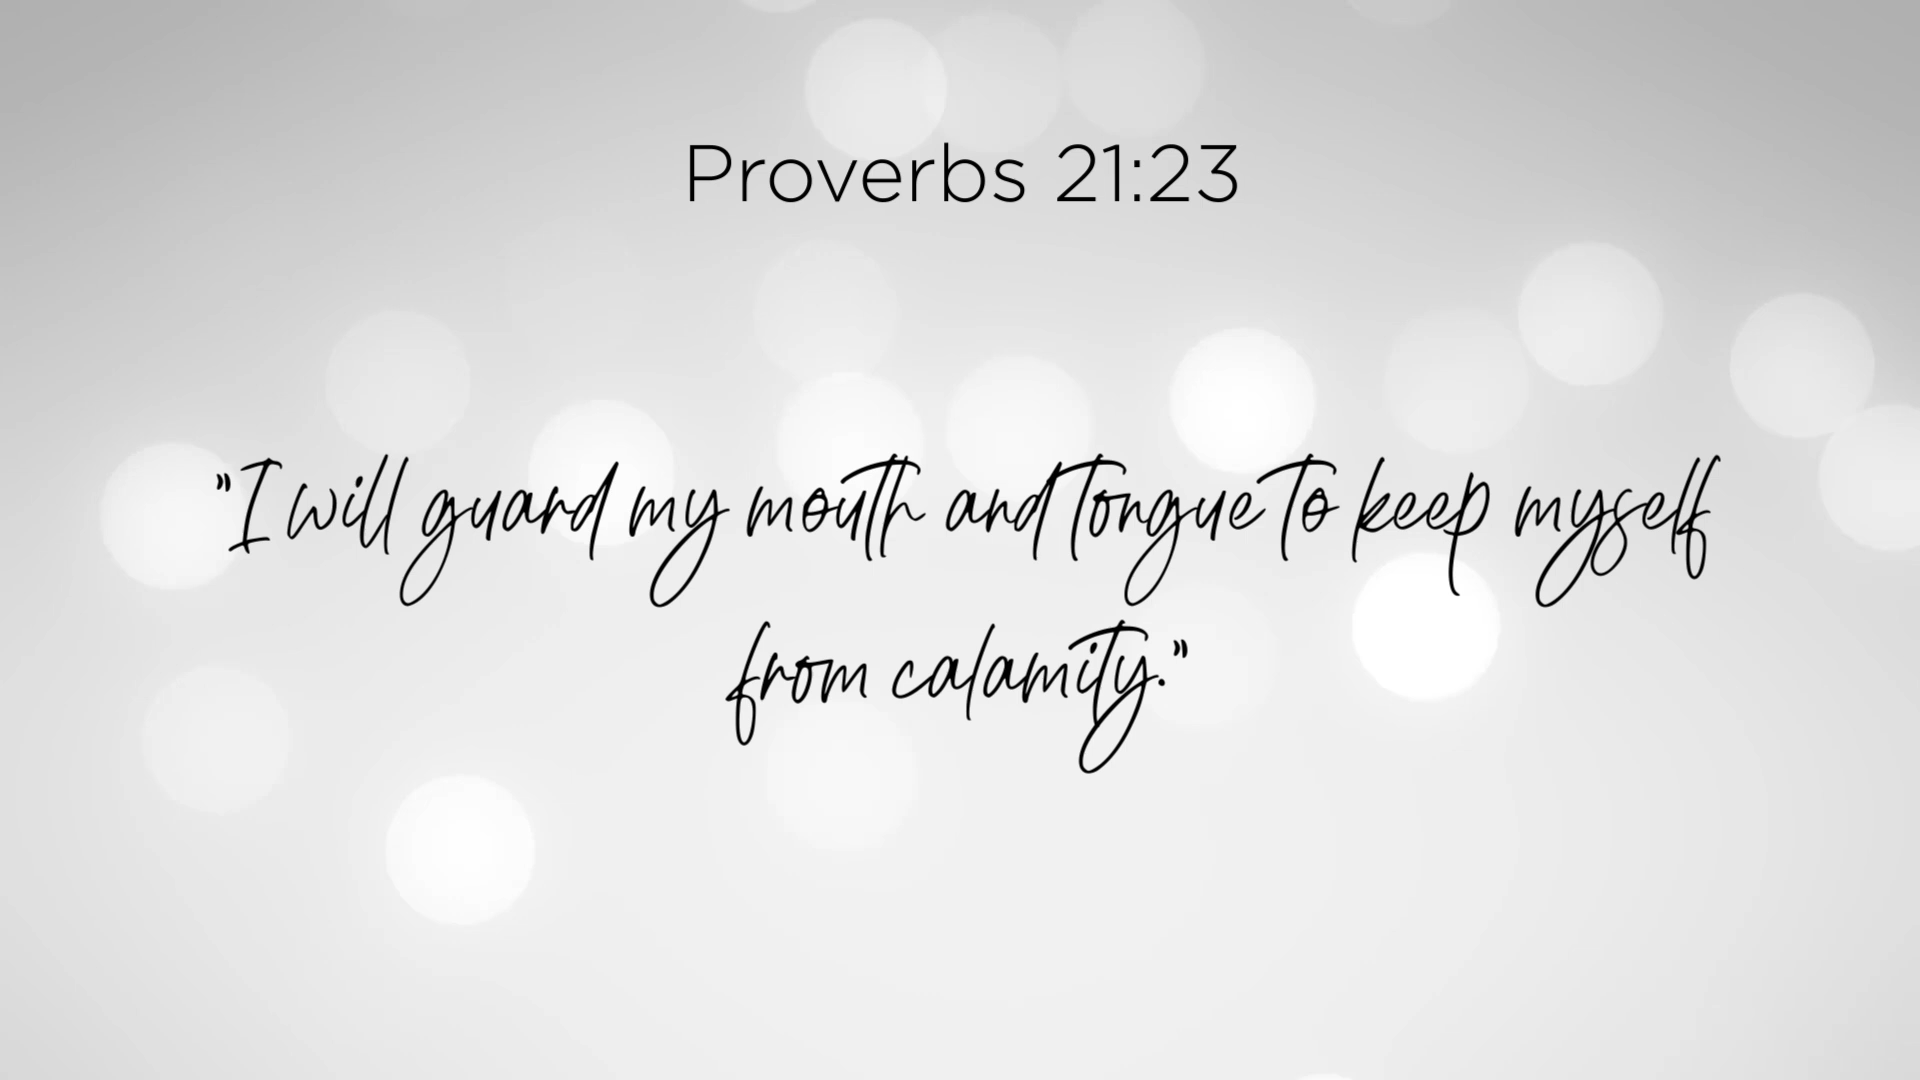 Proverbs 21:23
"I will guard my mouth and tongue to keep myself
from calamity."